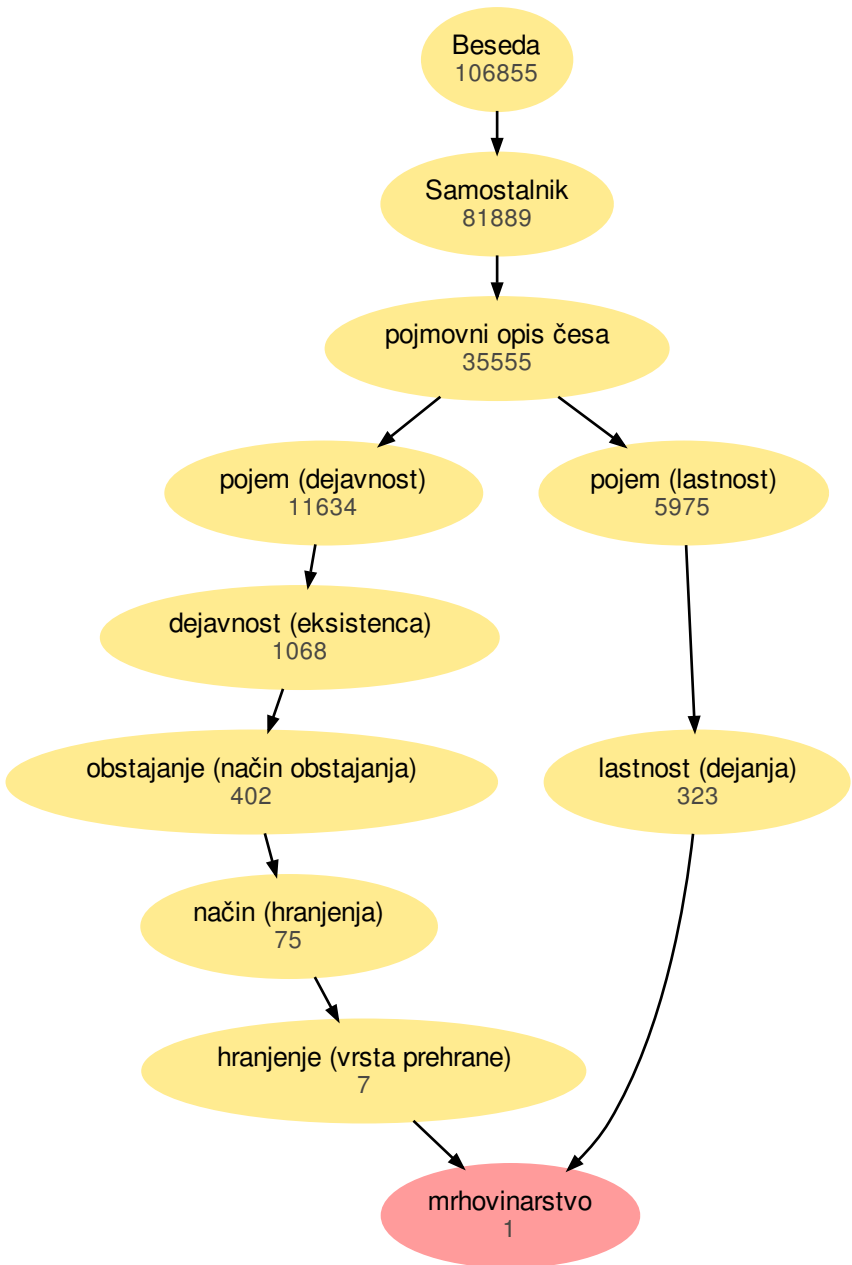 Beseda
106855
Samostalnik
81889
pojmovni opis česa
35555
pojem (dejavnost)
11634
pojem (lastnost)
5975
dejavnost (eksistenca)
1068
obstajanje (način obstajanja)
402
lastnost (dejanja)
323
način (hranjenja)
75
hranjenje (vrsta prehrane)
7
mrhovinarstvo
1